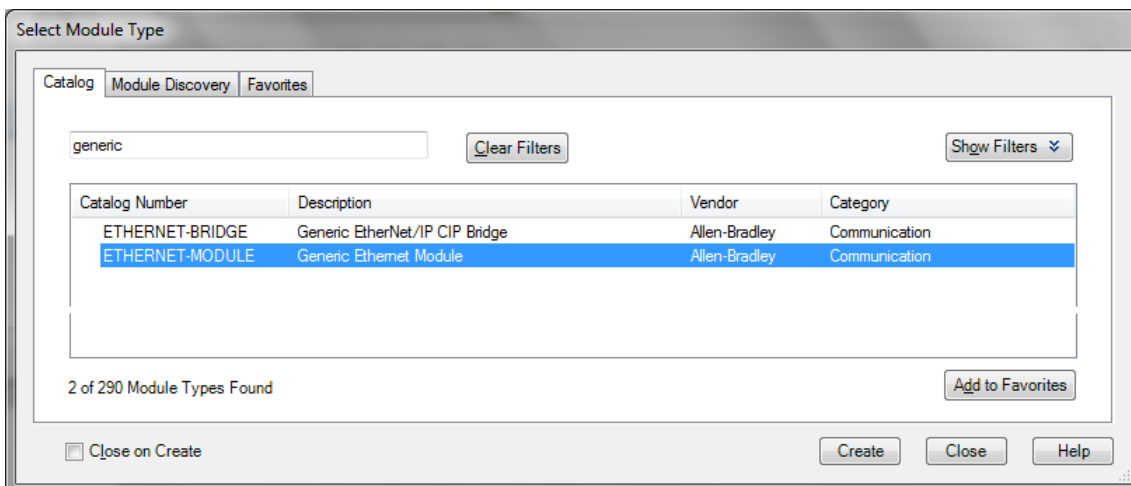 Select Module Type
Catalog Module Discovery Favorites
generic Clear Filters Show Filters
Catalog Number Description Vendor Category
ETHERNET-BRIDGE Generic EtherNet/IP CIP Bridge Allen-Bradley Communication
ETHERNET-MODULE Generic Ethernet Module Allen-Bradley Communication
2 of 290 Module Types Found Add to Favorites
Close on Create Create Close Help